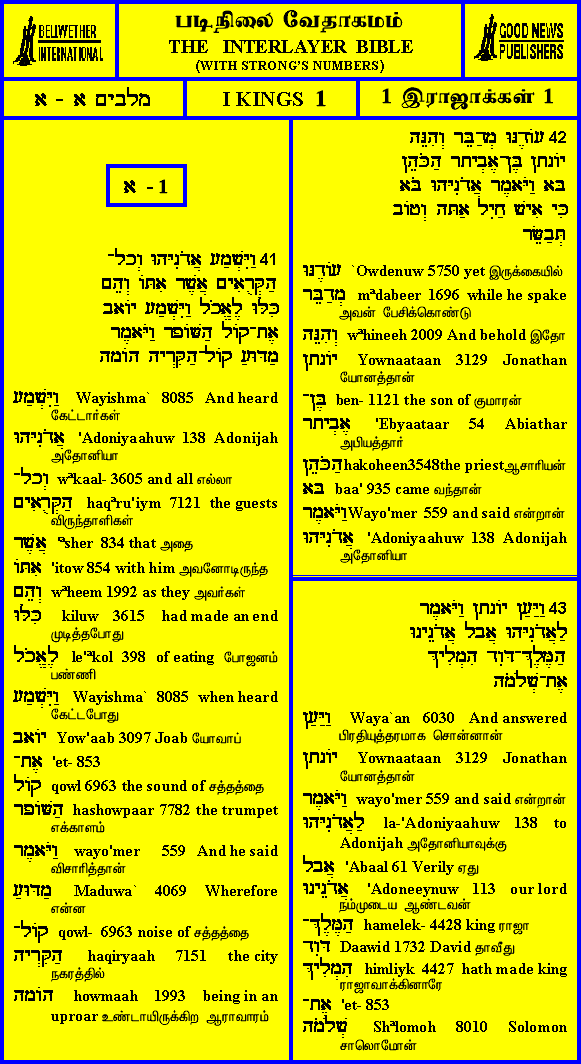 BELLWETHER
INTERNATIONAL
படிநிலை வேதாகமம்
THE INTERLAYER BIBLE
(WITH STRONG'S NUMBERS)
GOOD NEWS
PUBLISHERS
מלבים א - א
I KINGS 1
1 இராஜாக்கள் 1
א - 1
41 וַיִּשְׁמַע אֲדֹנִיָּהוּ וְכָל־
הַקְּרֻאִים אֲשֶׁר אִתּוֹ וְהֵם
כִּלּוּ לֶאֱכֹל וַיִּשְׁמַע יוֹאָב
אֶת־קוֹל הַשּׁוֹפָר וַיֹּאמֶר
מַדּוּעַ קוֹל־הַקִּרְיָה הוֹמָה
וַיִּשְׁמַע Wayishma` 8085 And heard
கேட்டார்கள்
אֲדֹנִיָּהוּ 'Adoniyaahuw 138 Adonijah
அதோனியா
וְכָל־ wªkaal- 3605 and all எல்லா
הַקְּרֻאִים haqªru'iym 7121 the guests
விருந்தாளிகள்
אֲשֶׁר 'ªsher 834 that அதை
אִתּוֹ 'itow 854 with him அவனோடிருந்த
וְהֵם wªheem 1992 as they அவர்கள்
כִּלּוּ kiluw 3615 had made an end
முடித்தபோது
לֶאֱכֹל le'ªkol 398 of eating போஜனம்
பண்ணி
וַיִּשְׁמַע Wayishma` 8085 when heard
கேட்டபோது
יוֹאָב Yow'aab 3097 Joab யோவாப்
אֶת־ 'et- 853
קוֹל qowl 6963 the sound of சத்தத்தை
הַשּׁוֹפָר hashowpaar 7782 the trumpet
எக்காளம்
וַיֹּאמֶר wayo'mer 559 And he said
விசாரித்தான்
מַדּוּעַ Maduwa` 4069 Wherefore
என்ன
קוֹל־ qowl- 6963 noise of சத்தத்தை
הַקִּרְיָה haqiryaah 7151 the city
நகரத்தில்
הוֹמָה howmaah 1993 being in an
uproar உண்டாயிருக்கிற ஆராவாரம்
42 עוֹדֶנּוּ מְדַבֵּר וְהִנֵּה
יוֹנָתָן בֶּן־אֶבְיָתָר הַכֹּהֵן
בָּא וַיֹּאמֶר אֲדֹנִיָּהוּ בֹּא
כִּי אִישׁ חַיִל אַתָּה וְטוֹב
תְּבַשֵּׂר
עוֹדֶנּוּ `Owdenuw 5750 yet இருக்கையில்
מְדַבֵּר mªdabeer 1696 while he spake
அவன் பேசிக்கொண்டு
וְהִנֵּה wªhineeh 2009 And behold இதோ
יוֹנָתָן Yownaataan 3129 Jonathan
யோனத்தான்
בֶּן־ ben- 1121 the son of குமாரன்
אֶבְיָתָר 'Ebyaataar 54 Abiathar
அபியத்தார்
הַכֹּהֵן hakoheen 3548 the priest ஆசாரியன்
בָּא baa' 935 came வந்தான்
וַיֹּאמֶר Wayo'mer 559 and said என்றான்
אֲדֹנִיָּהוּ 'Adoniyaahuw 138 Adonijah
அதோனியா
43 וַיַּעַן יוֹנָתָן וַיֹּאמֶר
לַאֲדֹנִיָּהוּ אֲבָל אֲדֹנֵינוּ
הַמֶּלֶךְ־דָּוִד הִמְלִיךְ
אֶת־שְׁלֹמֹה
וַיַּעַן Waya`an 6030 And answered
பிரதியுத்தரமாக சொன்னான்
יוֹנָתָן Yownaataan 3129 Jonathan
யோனத்தான்
וַיֹּאמֶר wayo'mer 559 and said என்றான்
לַאֲדֹנִיָּהוּ la-'Adoniyaahuw 138 to
Adonijah அதோனியாவுக்கு
אֲבָל 'Abaal 61 Verily ஏது
אֲדֹנֵינוּ 'Adoneeynuw 113 our lord
நம்முடைய ஆண்டவன்
הַמֶּלֶךְ־ hamelek- 4428 king ராஜா
דָּוִד Daawid 1732 David தாவீது
הִמְלִיךְ himliyk 4427 hath made king
ராஜாவாக்கினாரே
אֶת־ 'et- 853
שְׁלֹמֹה Shªlomoh 8010 Solomon
சாலொமோன்